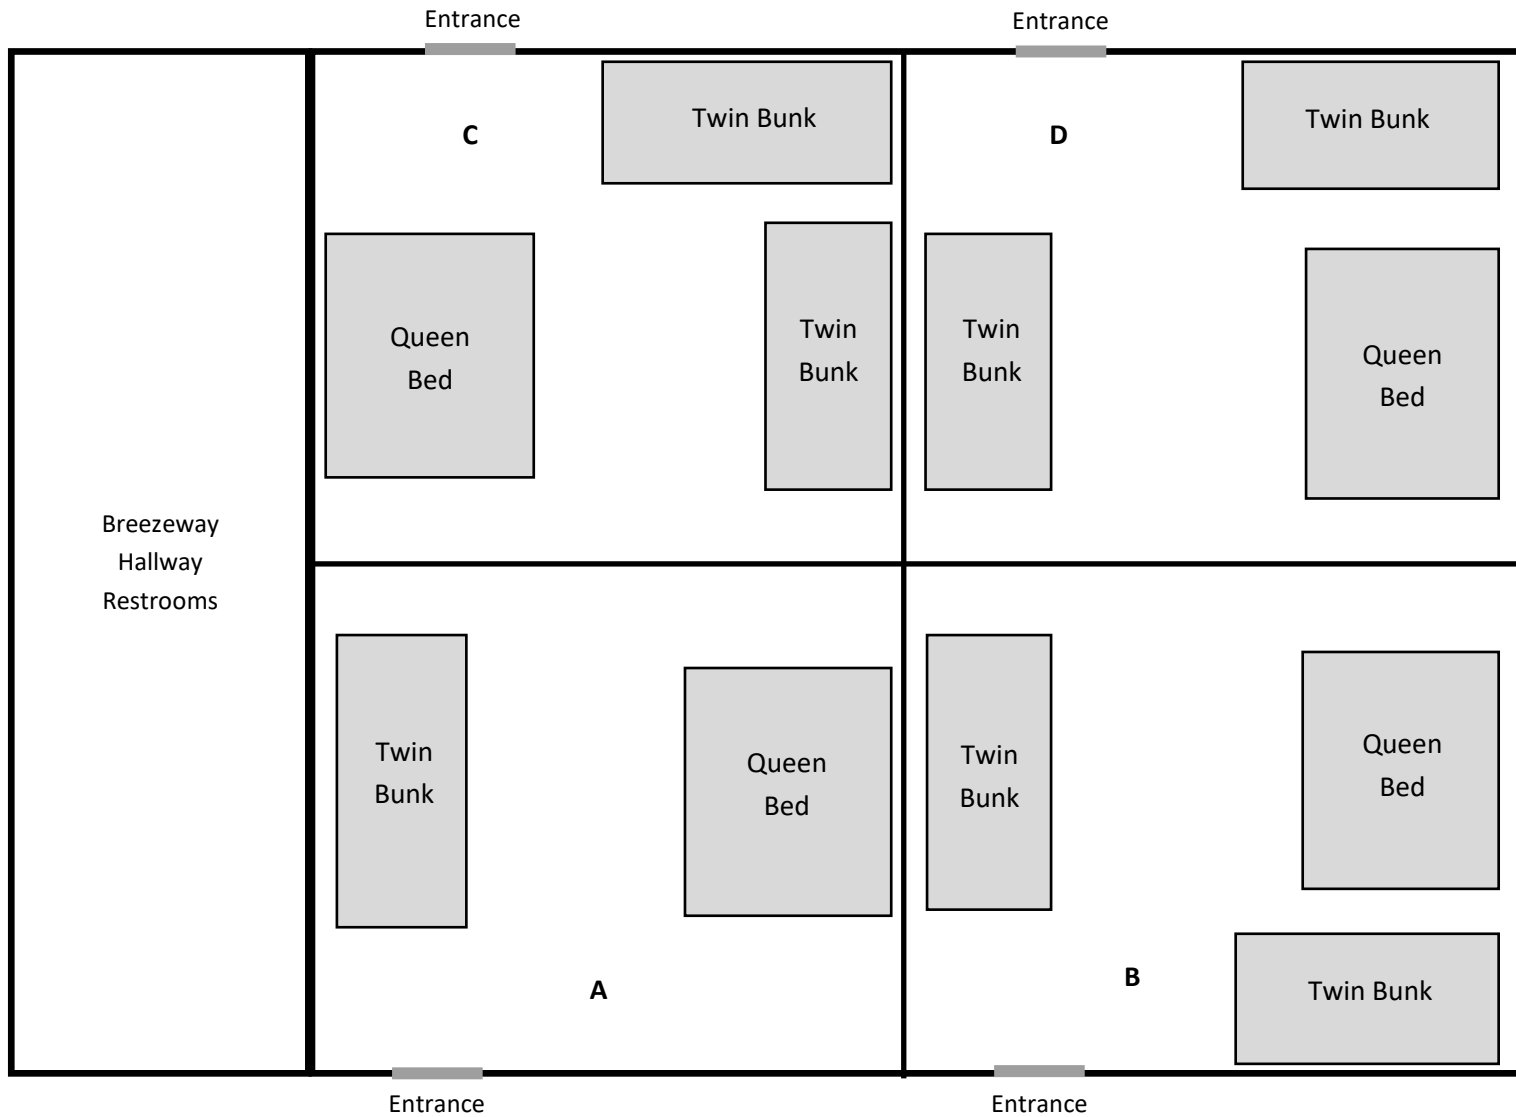 Entrance
Entrance
Twin Bunk
Twin Bunk
C
D
Queen
Bed
Twin
Bunk
Twin
Bunk
Queen
Bed
Breezeway
Hallway
Restrooms
Twin
Bunk
Queen
Bed
Twin
Bunk
Queen
Bed
A
B
Twin Bunk
Entrance
Entrance